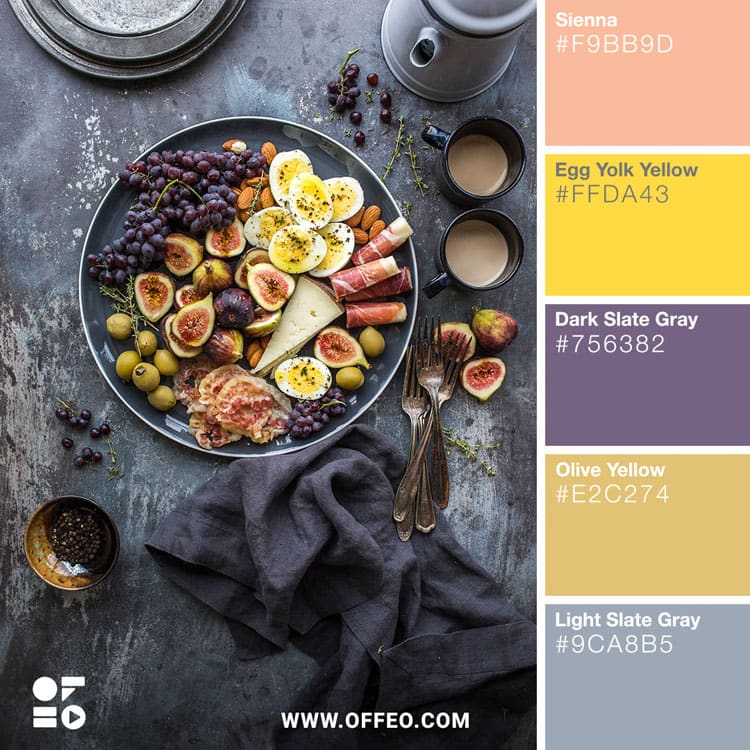 Sienna
#F9BB9D
Egg Yolk Yellow
#FFDA43
Dark Slate Gray
#756382
Olive Yellow
#E2C274
Light Slate Gray
#9CA8B5
WWW.OFFEO.COM